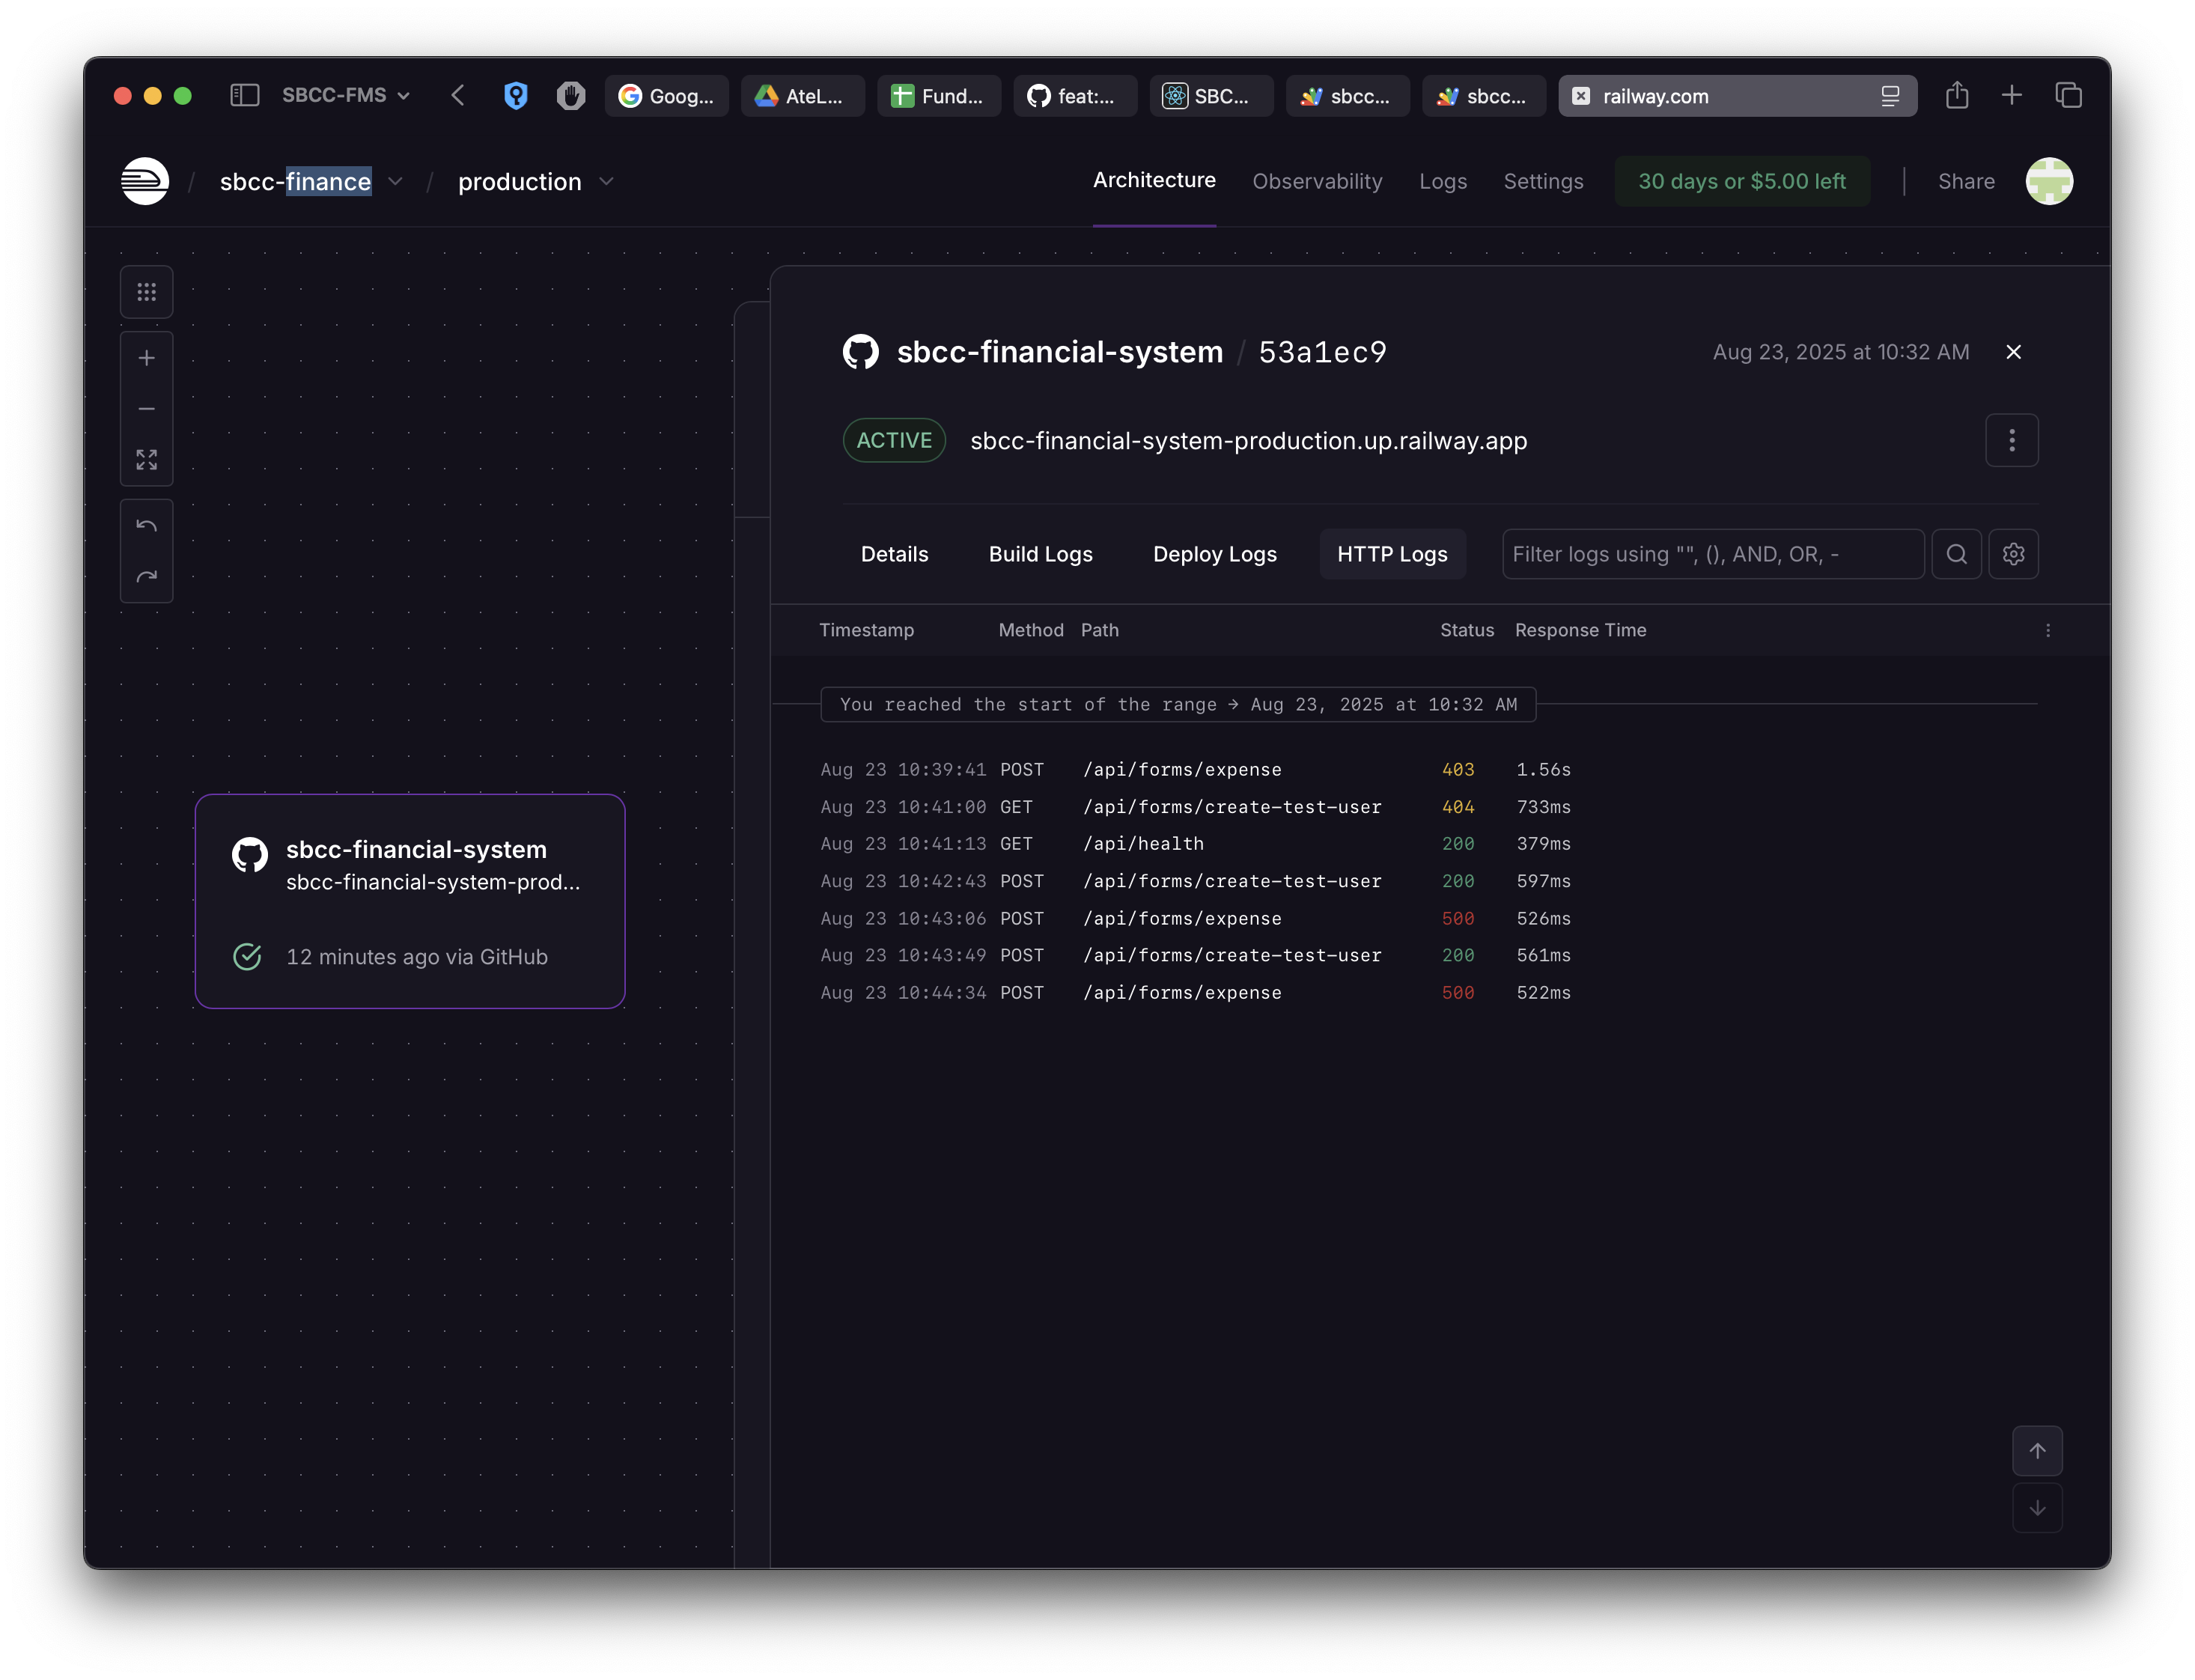 SBCC-FMS
Goog...
AteL...
Fund...
feat:...
SBC...
sbcc...
sbcc...
railway.com
/ sbcc-finance / production
Architecture
Observability
Logs
Settings
30 days or $5.00 left
Share
sbcc-financial-system / 53a1ec9
Aug 23, 2025 at 10:32 AM
ACTIVE
sbcc-financial-system-production.up.railway.app
Details
Build Logs
Deploy Logs
HTTP Logs
Filter logs using "", (), AND, OR, -
Timestamp Method Path Status Response Time
You reached the start of the range → Aug 23, 2025 at 10:32 AM
Aug 23 10:39:41 POST /api/forms/expense 403 1.56s
Aug 23 10:41:00 GET /api/forms/create-test-user 404 733ms
Aug 23 10:41:13 GET /api/health 200 379ms
Aug 23 10:42:43 POST /api/forms/create-test-user 200 597ms
Aug 23 10:43:06 POST /api/forms/expense 500 526ms
Aug 23 10:43:49 POST /api/forms/create-test-user 200 561ms
Aug 23 10:44:34 POST /api/forms/expense 500 522ms
sbcc-financial-system
sbcc-financial-system-prod...
12 minutes ago via GitHub